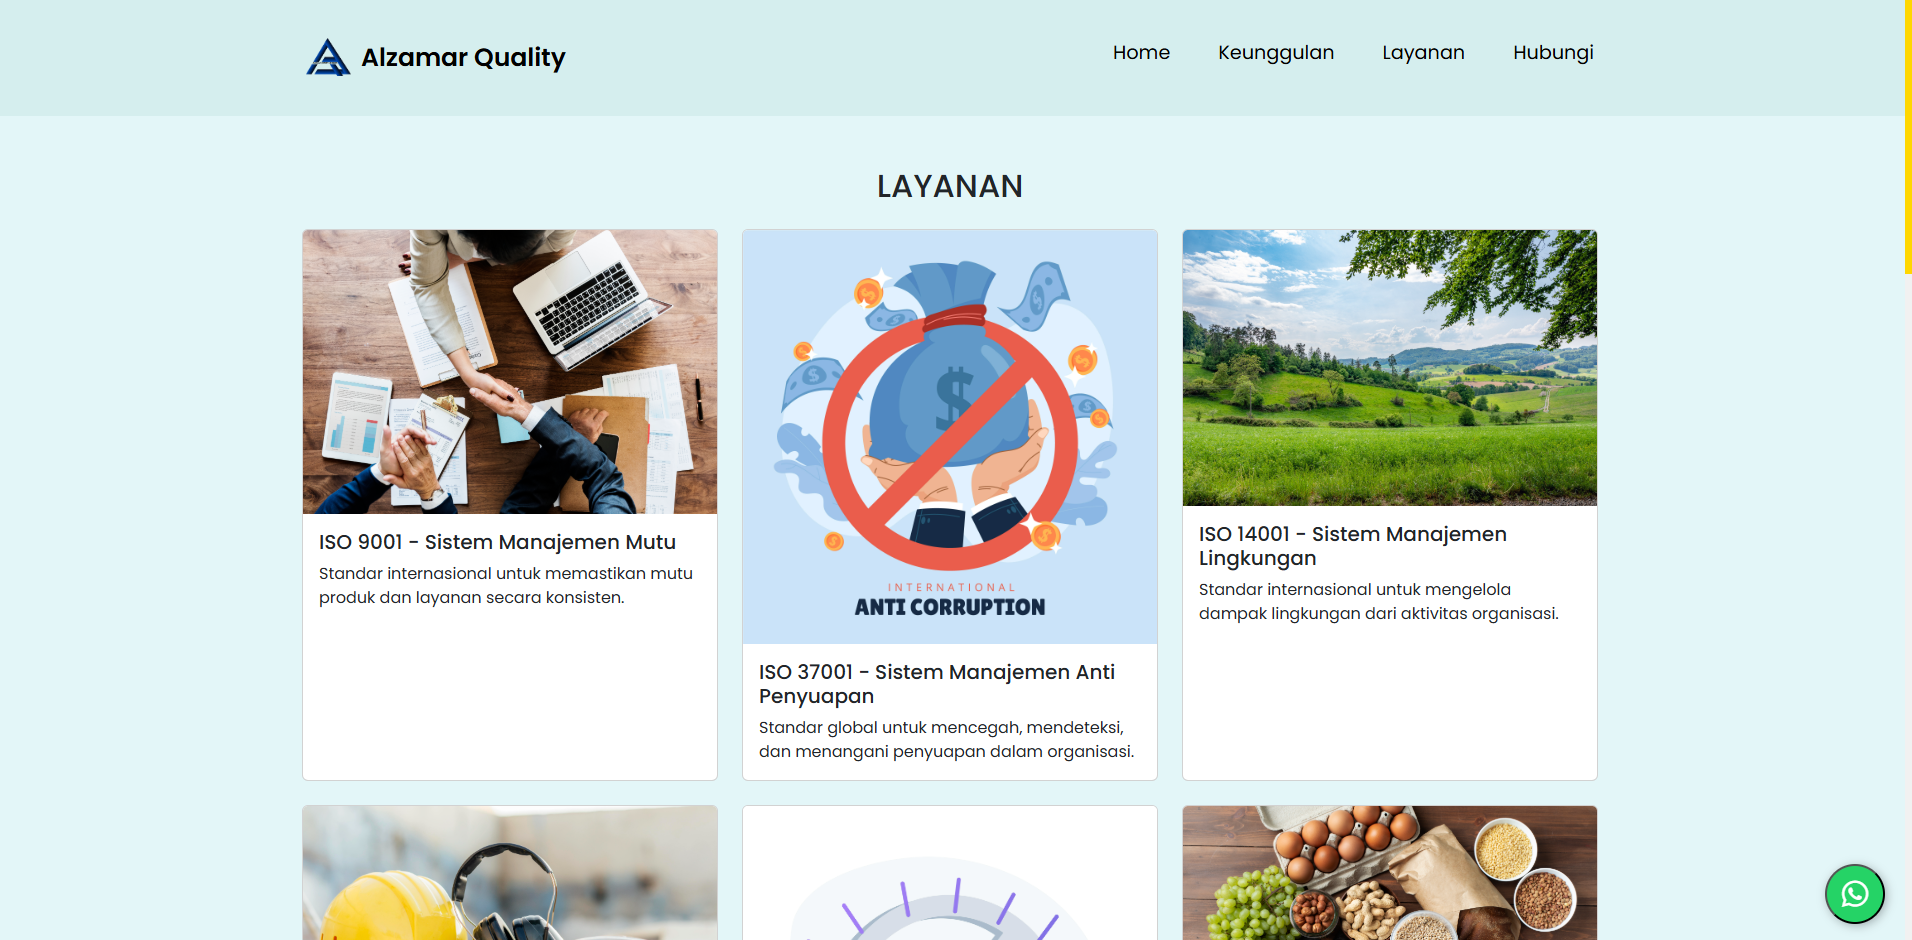 Alzamar Quality
Home
Keunggulan
Layanan
Hubungi
LAYANAN
ISO 9001 - Sistem Manajemen Mutu
Standar internasional untuk memastikan mutu
produk dan layanan secara konsisten.
INTERNATIONAL
ANTI CORRUPTION
ISO 37001 - Sistem Manajemen Anti
Penyuapan
Standar global untuk mencegah, mendeteksi,
dan menangani penyuapan dalam organisasi.
ISO 14001 - Sistem Manajemen
Lingkungan
Standar internasional untuk mengelola
dampak lingkungan dari aktivitas organisasi.